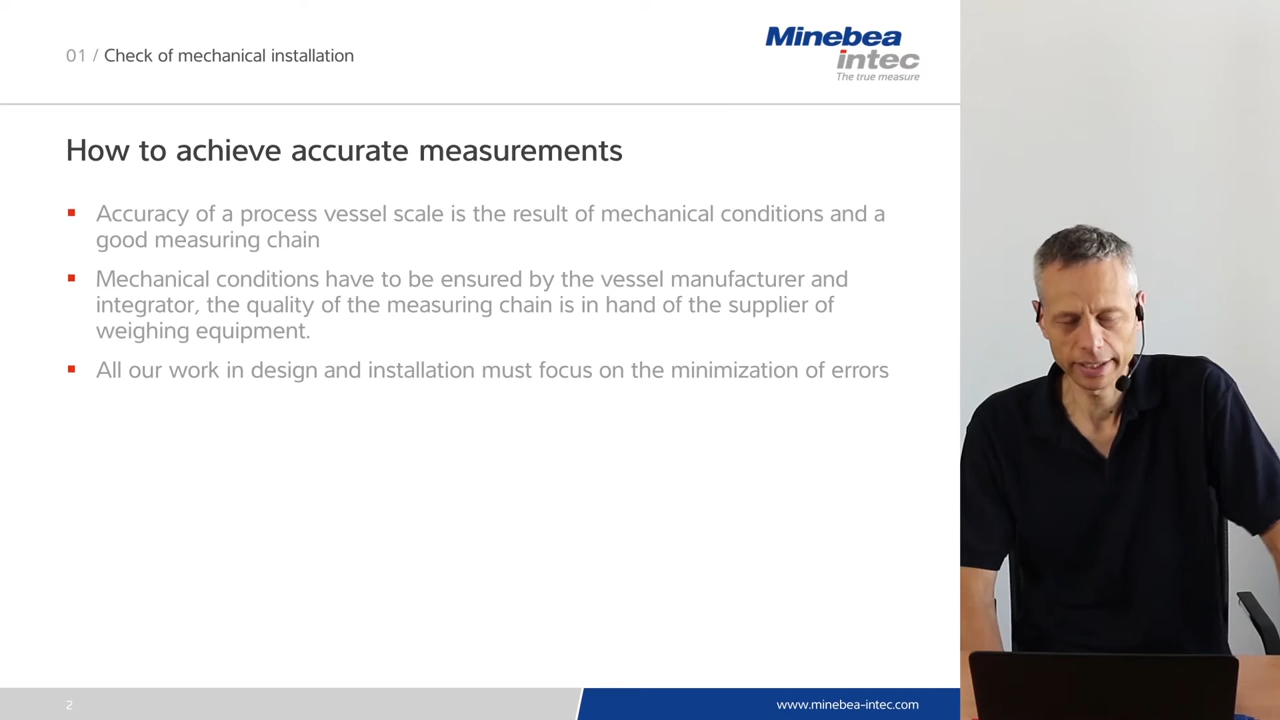 01 / Check of mechanical installation
Minebea
intec
The true measure
How to achieve accurate measurements
Accuracy of a process vessel scale is the result of mechanical conditions and a
good measuring chain
Mechanical conditions have to be ensured by the vessel manufacturer and
integrator, the quality of the measuring chain is in hand of the supplier of
weighing equipment.
All our work in design and installation must focus on the minimization of errors
2
www.minebea-intec.com